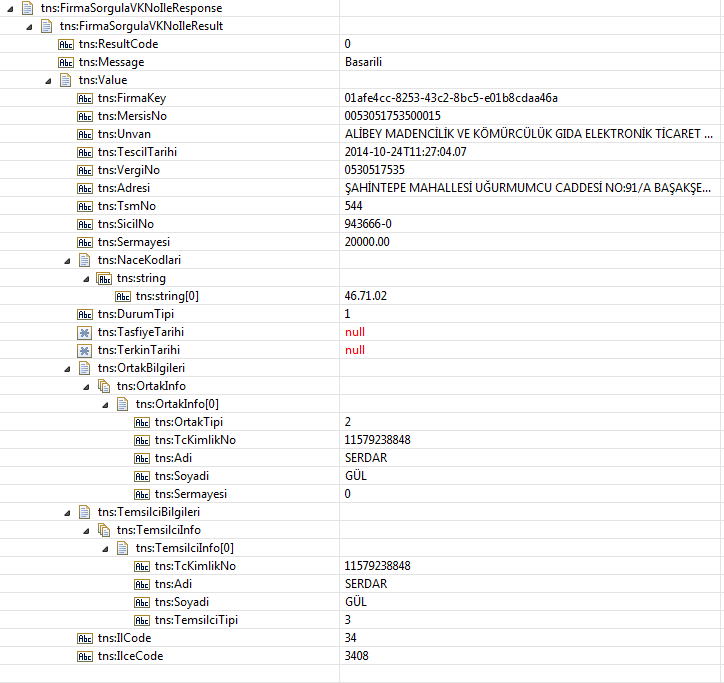 tns:FirmaSorgulaVKNoIleResponse
tns:FirmaSorgulaVKNoIleResult
tns:ResultCode 0
tns:Message Basarili
tns:Value
tns:FirmaKey 01afe4cc-8253-43c2-8bc5-e01b8cdaa46a
tns:MersisNo 0053051753500015
tns:Unvan ALİBEY MADENCİLİK VE KÖMÜRCÜLÜK GIDA ELEKTRONİK TİCARET ...
tns:TescilTarihi 2014-10-24T11:27:04.07
tns:VergiNo 0530517535
tns:Adresi ŞAHİNTEPE MAHALLESİ UĞURMUMCU CADDESİ NO:91/A BAŞAKŞE...
tns:TsmNo 544
tns:SicilNo 943666-0
tns:Sermayesi 20000.00
tns:NaceKodlari
tns:string
tns:string[0] 46.71.02
tns:DurumTipi 1
tns:TasfiyeTarihi null
tns:TerkinTarihi null
tns:OrtakBilgileri
tns:OrtakInfo
tns:OrtakInfo[0]
tns:OrtakTipi 2
tns:TcKimlikNo 11579238848
tns:Adi SERDAR
tns:Soyadi GÜL
tns:Sermayesi 0
tns:TemsilciBilgileri
tns:TemsilciInfo
tns:TemsilciInfo[0]
tns:TcKimlikNo 11579238848
tns:Adi SERDAR
tns:Soyadi GÜL
tns:TemsilciTipi 3
tns:IlCode 34
tns:IlceCode 3408